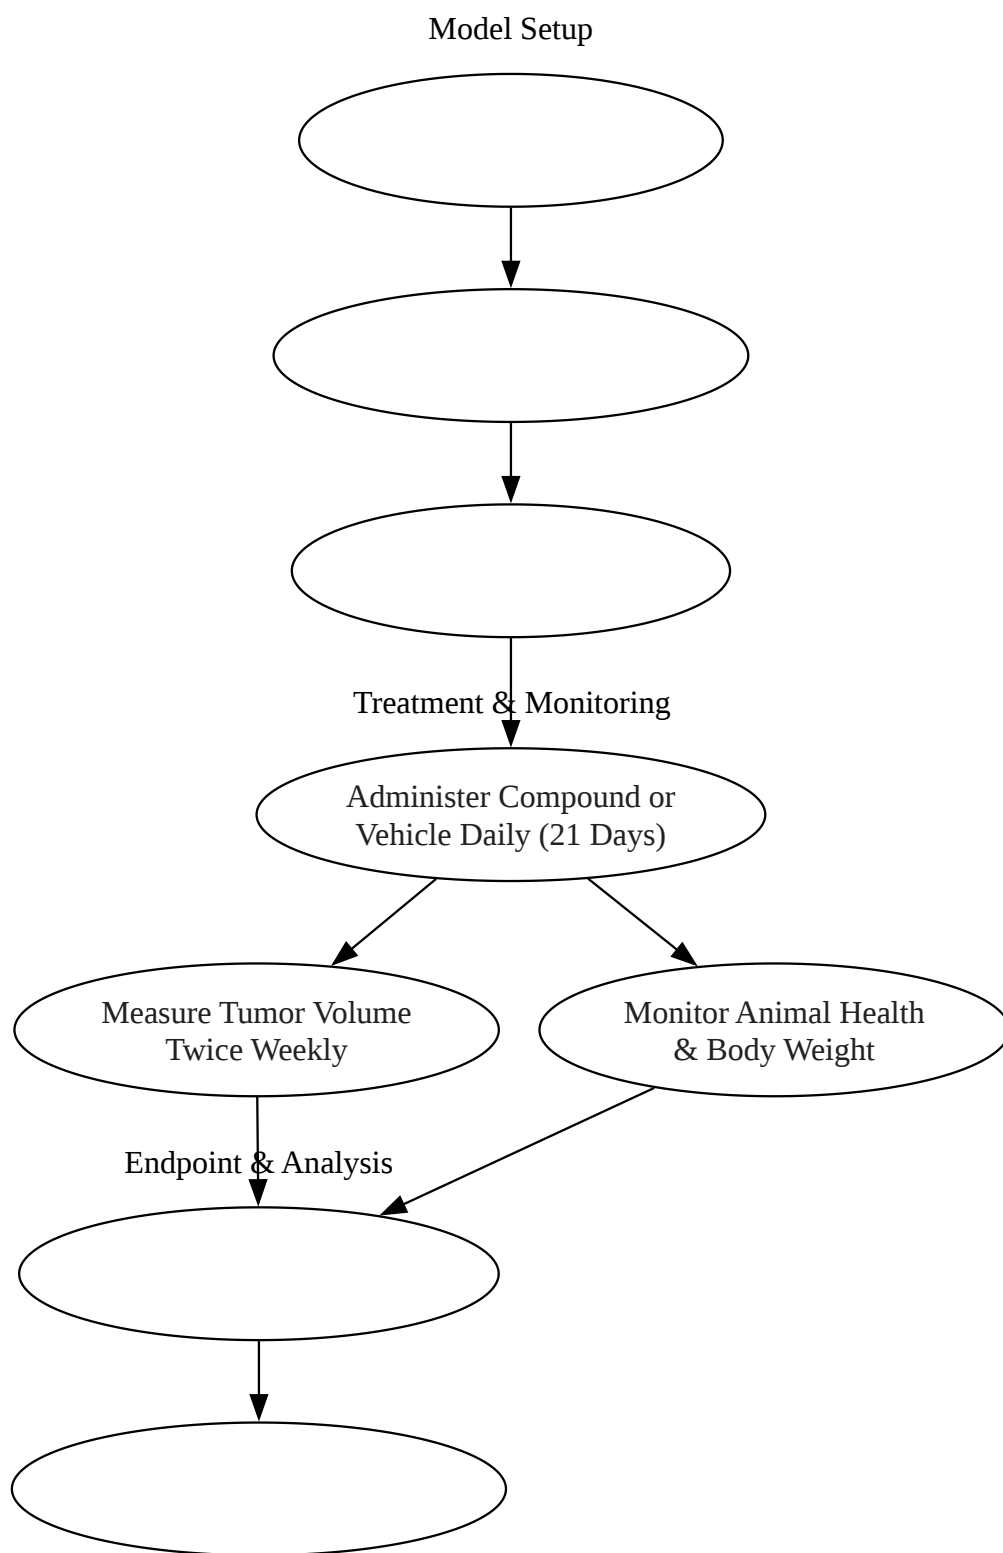 Model Setup
Treatment & Monitoring
Administer Compound or
Vehicle Daily (21 Days)
Measure Tumor Volume
Twice Weekly
Monitor Animal Health
& Body Weight
Endpoint & Analysis